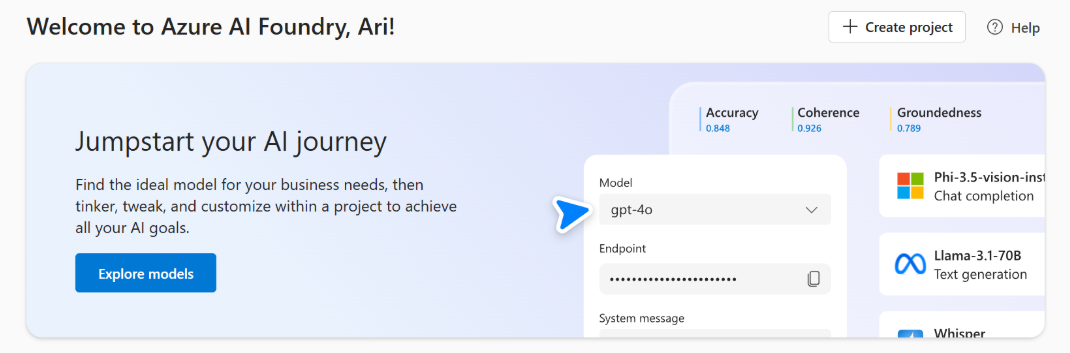 Welcome to Azure AI Foundry, Ari!
Create project
Help
Jumpstart your AI journey
Find the ideal model for your business needs, then
tinker, tweak, and customize within a project to achieve
all your AI goals.
Explore models
Accuracy
0.848
Coherence
0.926
Groundedness
0.789
Model
gpt-4o
Endpoint
•••••••••••••••••••••••
System message
Phi-3.5-vision-inst
Chat completion
Llama-3.1-70B
Text generation
Whisper